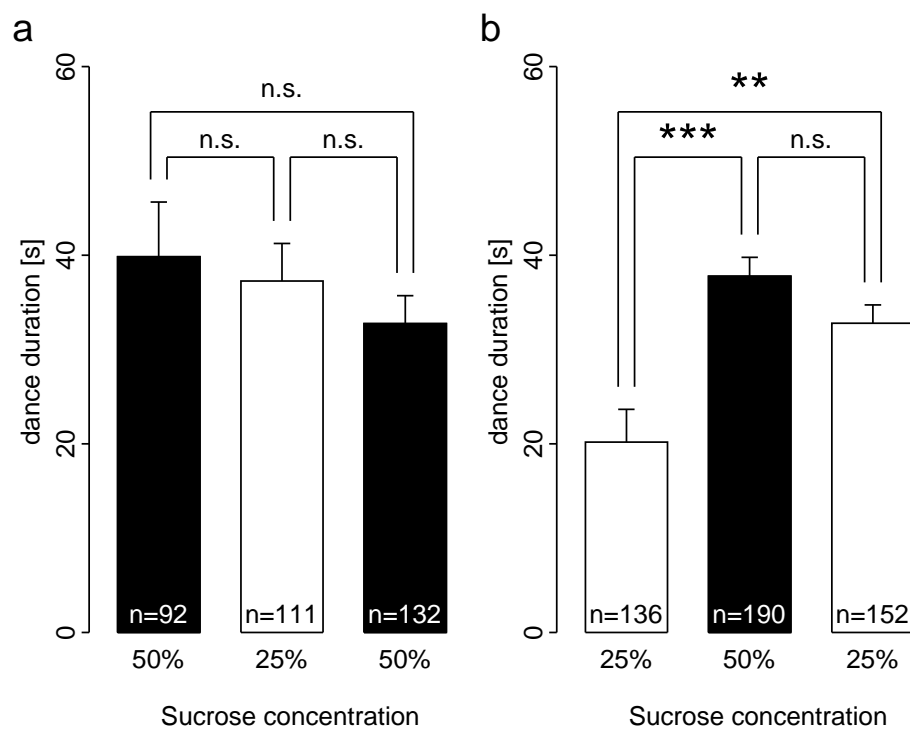 a
60
40
20
0
dance duration [s]
n.s.
n.s.
n.s.
n=92
n=111
n=132
50%
25%
50%
Sucrose concentration
b
60
40
20
0
dance duration [s]
**
***
n.s.
n=136
n=190
n=152
25%
50%
25%
Sucrose concentration